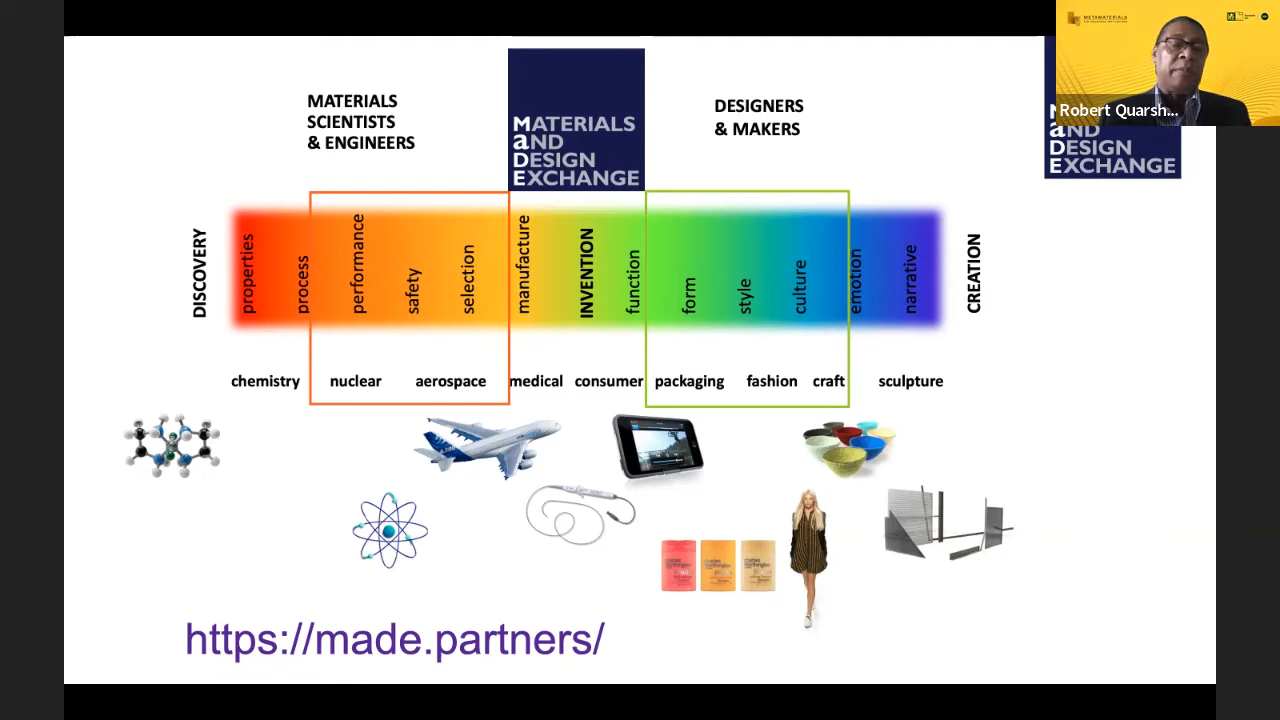 MATERIALS
SCIENTISTS
& ENGINEERS
MATERIALS
aND
DESIGN
EXCHANGE
DESIGNERS
& MAKERS
METAMATERIALS
Robert Quarsh...
aND
DESIGN
EXCHANGE
DISCOVERY
properties
process
performance
safety
selection
manufacture
INVENTION
function
form
style
culture
emotion
narrative
CREATION
chemistry
nuclear
aerospace
medical
consumer
packaging
fashion
craft
sculpture
https://made.partners/